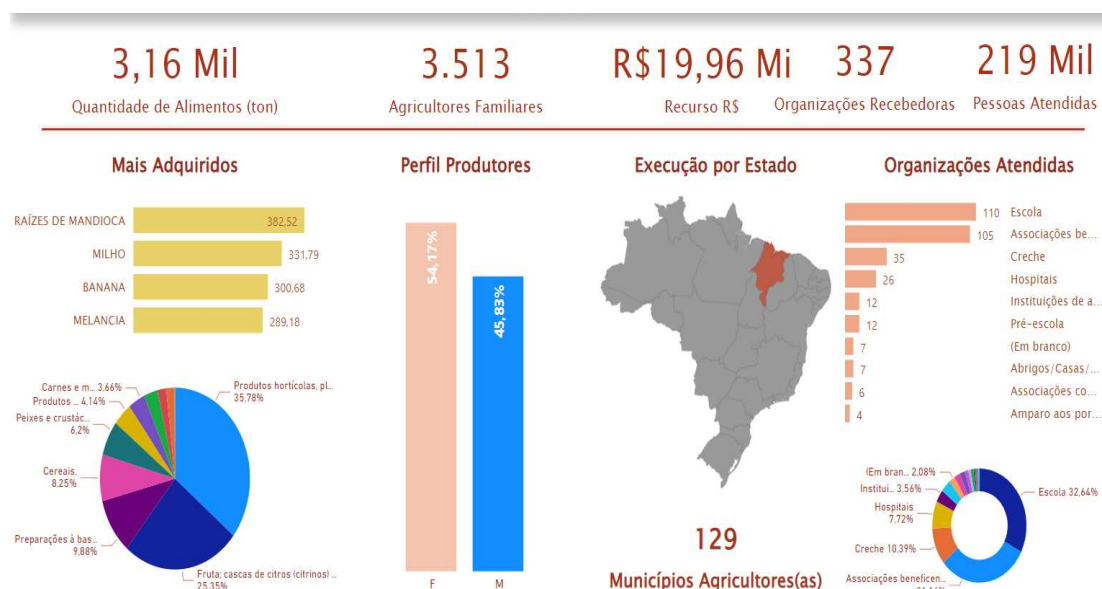 3,16 Mil
Quantidade de Alimentos (ton)
3.513
Agricultores Familiares
R$19,96 Mi
Recurso R$
337
Organizações Recebedoras
219 Mil
Pessoas Atendidas
Mais Adquiridos
RAÍZES DE MANDIOCA 382,52
MILHO 331,79
BANANA 300,68
MELANCIA 289,18
Carnes e m... 3,66%
Produtos ... 4,14%
Peixes e crustác...
6,2%
Cereais.
8,25%
Preparações à bas...
9,88%
Produtos hortícolas, pl...
35,78%
Fruta; cascas de citros (citrinos) ...
25,35%
Perfil Produtores
54,17%
45,83%
F M
Execução por Estado
129
Municípios Agricultores(as)
Organizações Atendidas
110 Escola
105 Associações be...
35 Creche
26 Hospitais
12 Instituições de a...
12 Pré-escola
7 (Em branco)
7 Abrigos/Casas/...
6 Associações co...
4 Amparo aos por...
(Em bran... 2,08%
Institui... 3,56%
Hospitais
7,72%
Creche 10,39%
Associações beneficen...
Escola 32,64%